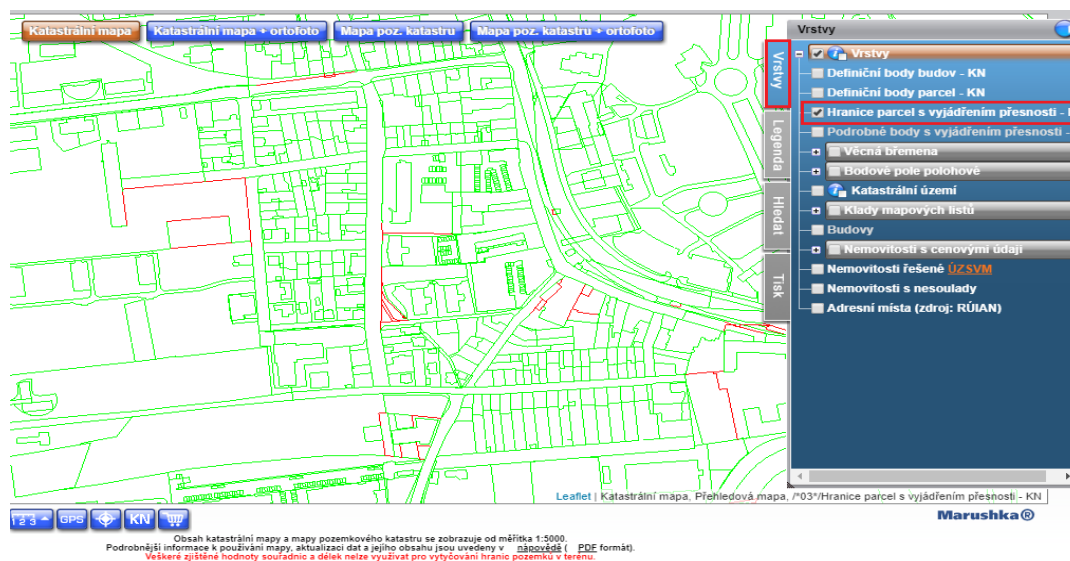 Katastrální mapa
Katastrální mapa + ortofoto
Mapa poz. katastru
Mapa poz. katastru + ortofoto
Vrstvy
Vrstvy
Legenda
Hledat
Tisk
Vrstvy
Definiční body budov - KN
Definiční body parcel - KN
Hranice parcel s vyjádřením přesnosti -
Podrobné body s vyjádřením přesnosti -
Věcná břemena
Bodové pole polohové
Katastrální území
Klady mapových listů
Budovy
Nemovitosti s cenovými údaji
Nemovitosti řešené ÚZSVM
Nemovitosti s nesoulady
Adresní místa (zdroj: RÚIAN)
Leaflet | Katastrální mapa, Přehledová mapa, /*03*/Hranice parcel s vyjádřením přesnosti - KN
1 2 3
GPS
KN
Marushka®
Obsah katastrální mapy a mapy pozemkového katastru se zobrazuje od měřítka 1:5000.
Podrobnější informace k používání mapy, aktualizaci dat a jejího obsahu jsou uvedeny v nápovědě ( PDF formát).
Veškeré zjištěné hodnoty souřadnic a délek nelze využívat pro vytyčování hranic pozemků v terénu.